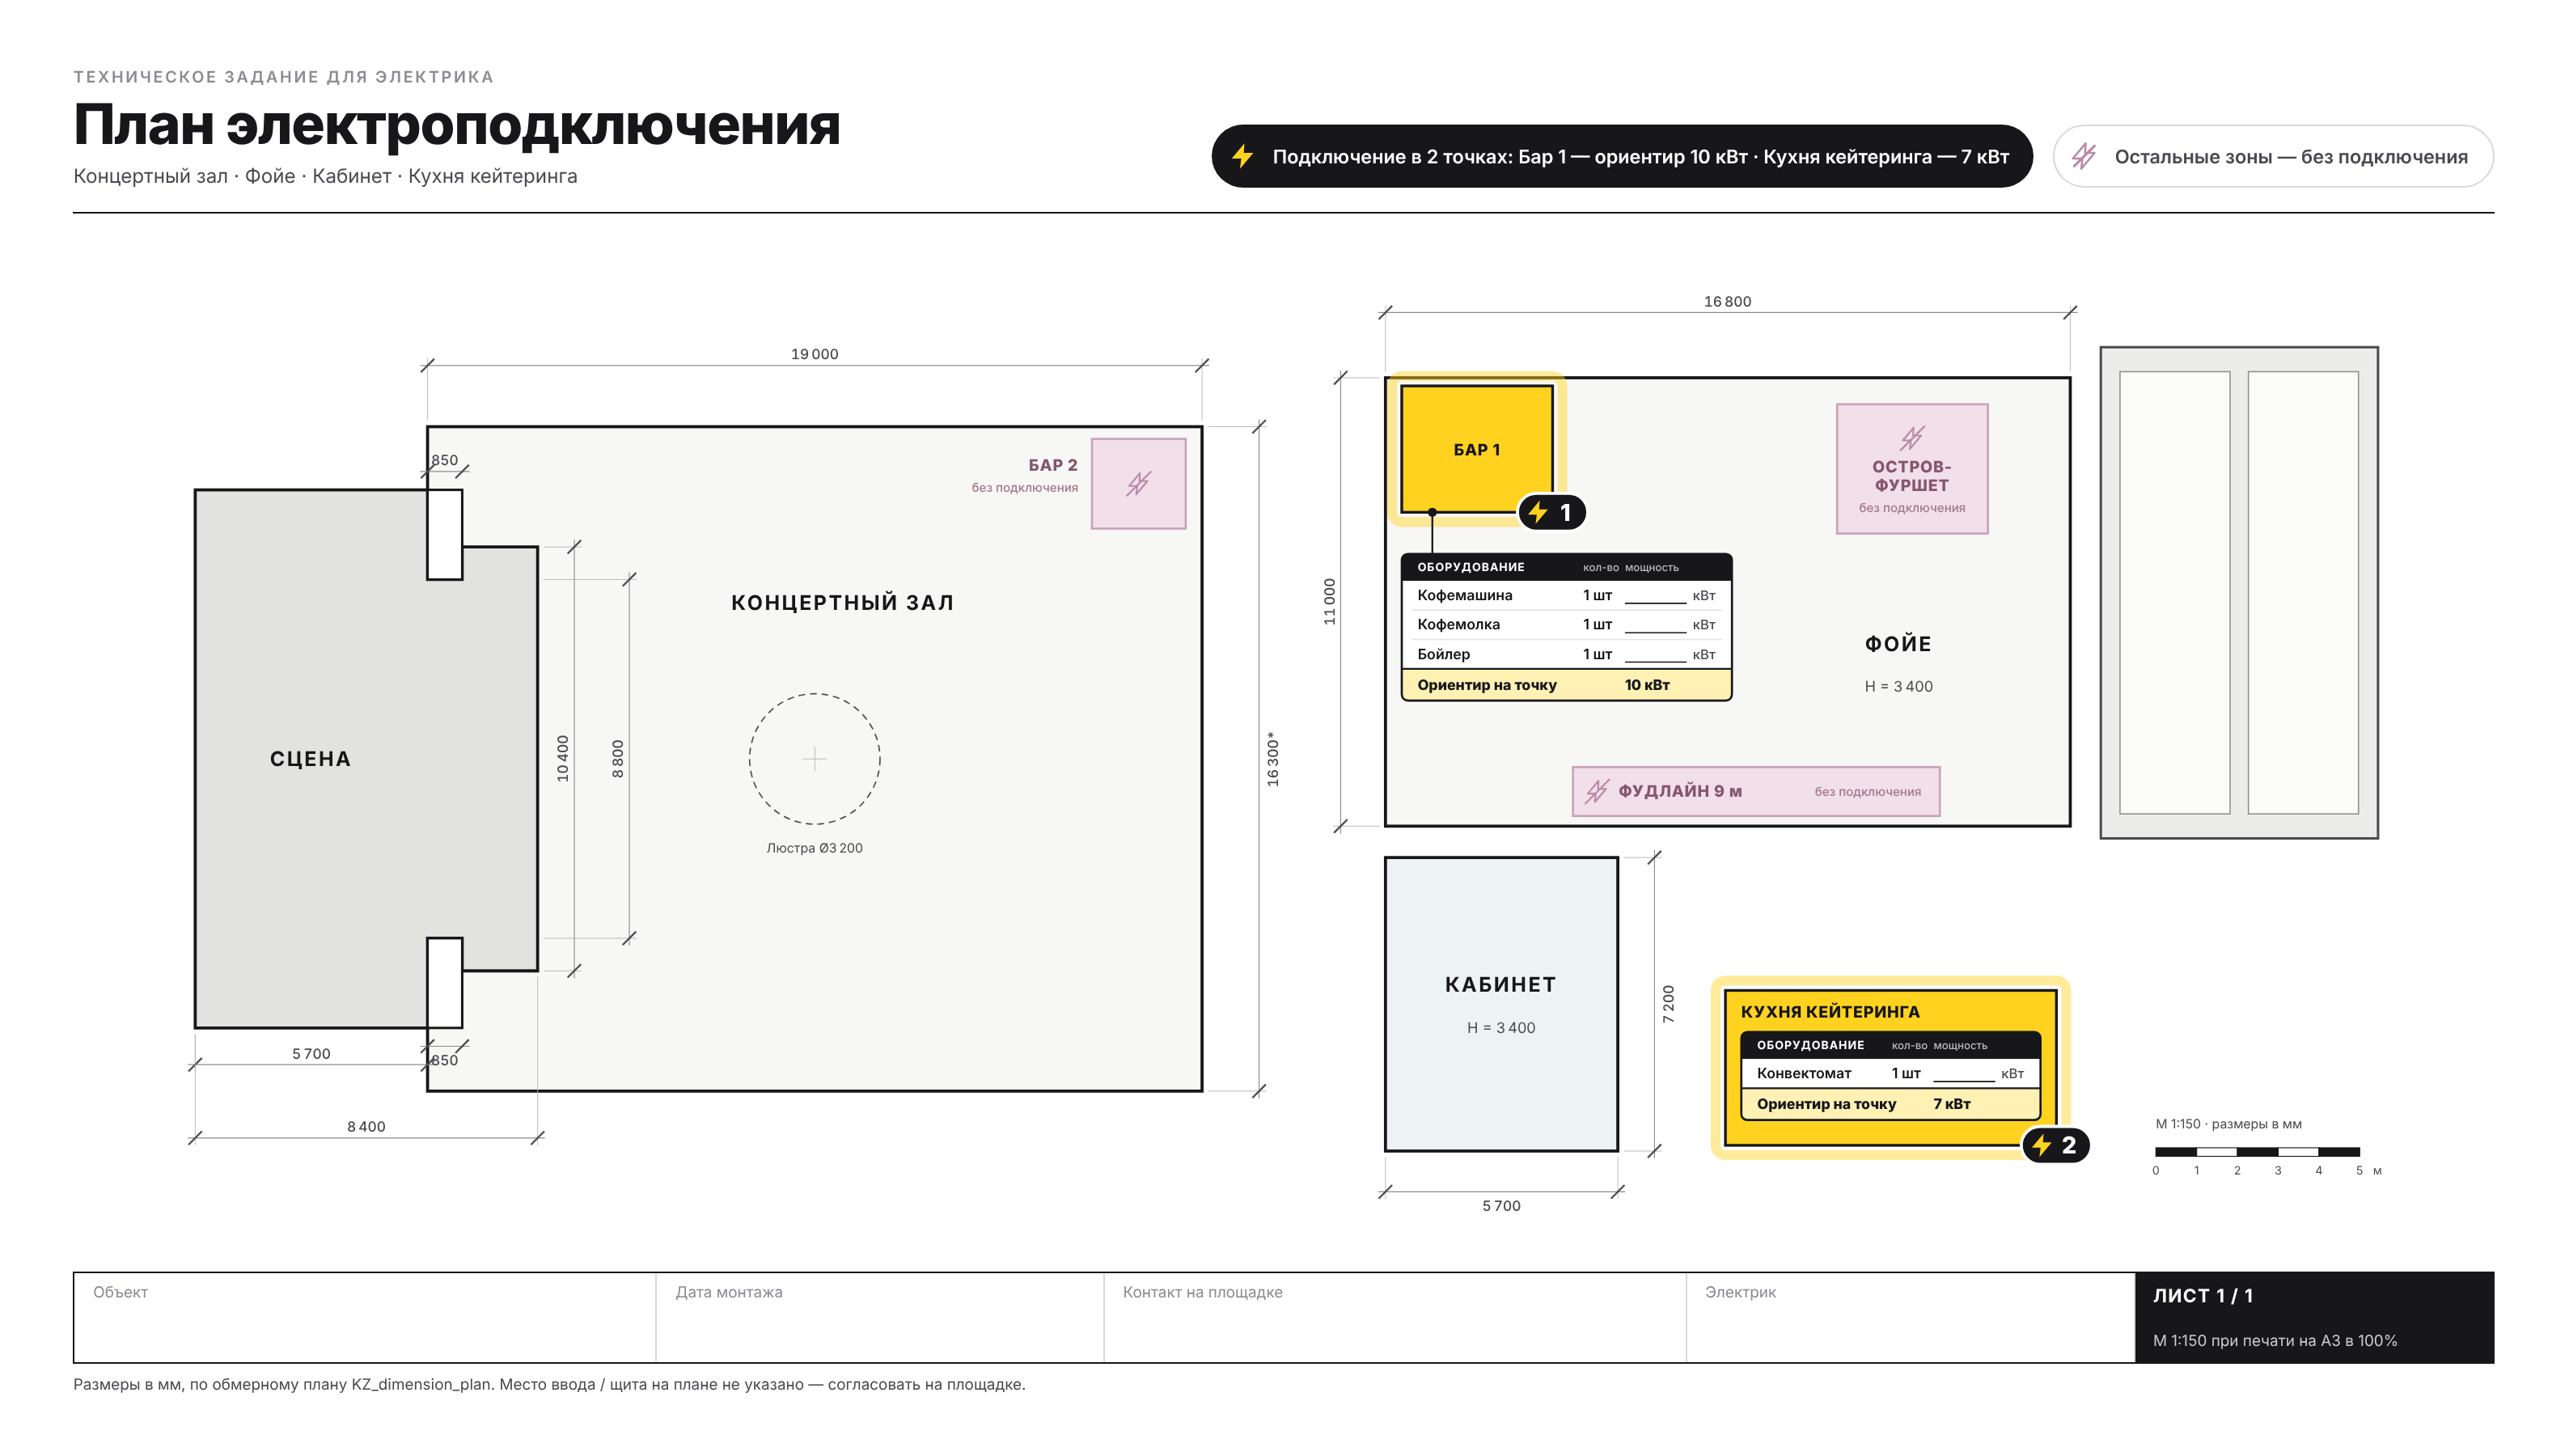 ТЕХНИЧЕСКОЕ ЗАДАНИЕ ДЛЯ ЭЛЕКТРИКА
План электроподключения
Концертный зал · Фойе · Кабинет · Кухня кейтеринга
Подключение в 2 точках: Бар 1 — ориентир 10 кВт · Кухня кейтеринга — 7 кВт
Остальные зоны — без подключения
19 000
850
БАР 2
без подключения
КОНЦЕРТНЫЙ ЗАЛ
СЦЕНА
10 400
8 800
16 300*
Люстра Ø3 200
5 700
850
8 400
16 800
11 000
БАР 1
1
ОСТРОВ-
ФУРШЕТ
без подключения
ОБОРУДОВАНИЕ кол-во мощность
Кофемашина 1 шт ______ кВт
Кофемолка 1 шт ______ кВт
Бойлер 1 шт ______ кВт
Ориентир на точку 10 кВт
ФОЙЕ
H = 3 400
ФУДЛАЙН 9 м без подключения
КАБИНЕТ
H = 3 400
7 200
5 700
КУХНЯ КЕЙТЕРИНГА
ОБОРУДОВАНИЕ кол-во мощность
Конвектомат 1 шт ______ кВт
Ориентир на точку 7 кВт
2
М 1:150 · размеры в мм
0 1 2 3 4 5 м
Объект
Дата монтажа
Контакт на площадке
Электрик
ЛИСТ 1 / 1
М 1:150 при печати на А3 в 100%
Размеры в мм, по обмерному плану KZ_dimension_plan. Место ввода / щита на плане не указано — согласовать на площадке.